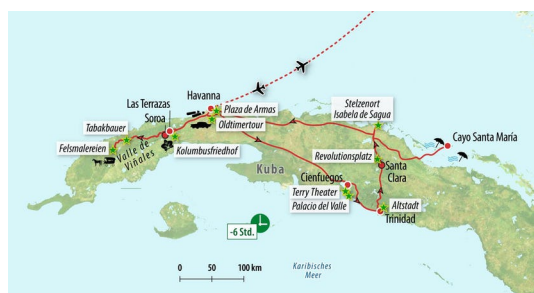 Havanna
Plaza de Armas
Oldtimertour
Las Terrazas
Soroa
Tabakbauer
Felsmalereien
Valle de
Viñales
Kolumbusfriedhof
Stelzenort
Isabela de Sagua
Cayo Santa María
Revolutionsplatz
Santa
Clara
Kuba
Cienfuegos
Terry Theater
Palacio del Valle
Altstadt
Trinidad
-6 Std.
0 50 100 km
Karibisches
Meer